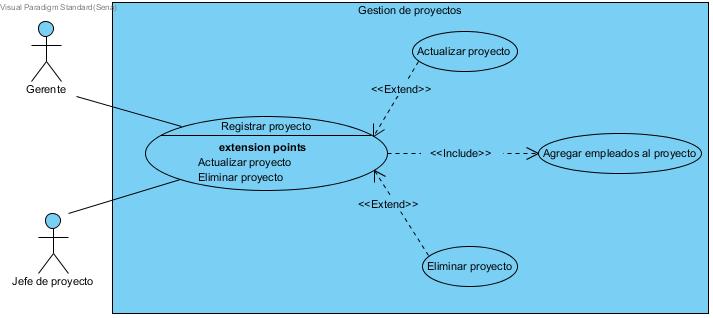 Visual Paradigm Standard(Sena)
Gestion de proyectos
Gerente
Actualizar proyecto
<<Extend>>
Registrar proyecto
extension points
Actualizar proyecto
Eliminar proyecto
<<Include>>
Agregar empleados al proyecto
<<Extend>>
Eliminar proyecto
Jefe de proyecto